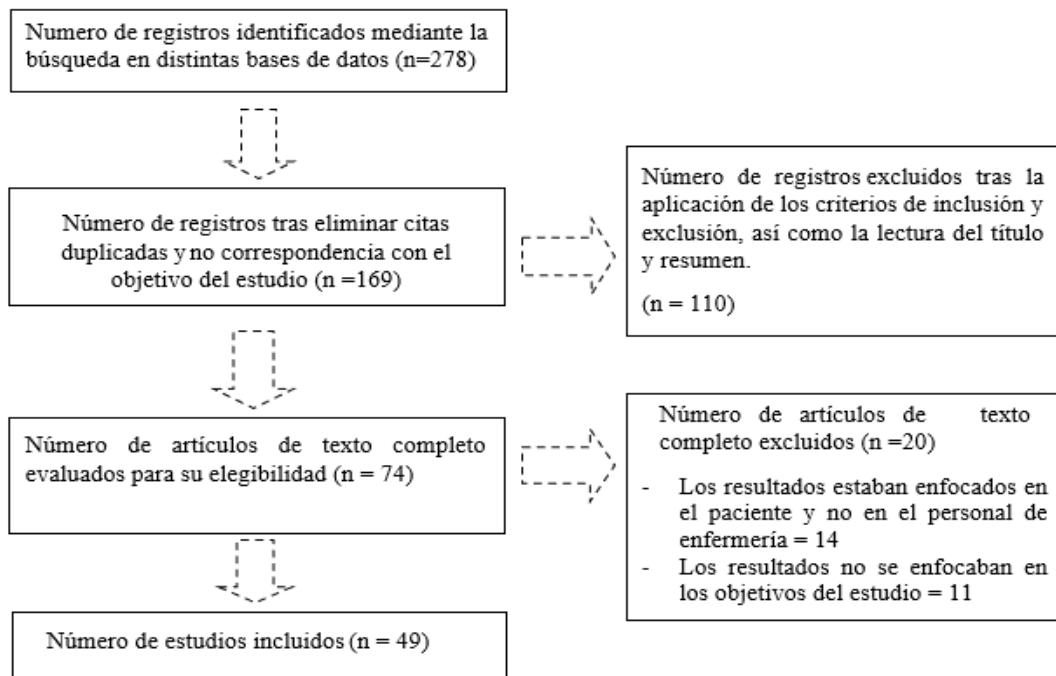 Numero de registros identificados mediante la
búsqueda en distintas bases de datos (n=278)
Número de registros tras eliminar citas
duplicadas y no correspondencia con el
objetivo del estudio (n =169)
Número de registros excluidos tras la
aplicación de los criterios de inclusión y
exclusión, así como la lectura del título
y resumen.
(n = 110)
Número de artículos de texto completo
evaluados para su elegibilidad (n = 74)
Número de artículos de texto
completo excluidos (n =20)
- Los resultados estaban enfocados en
el paciente y no en el personal de
enfermería = 14
- Los resultados no se enfocaban en
los objetivos del estudio = 11
Número de estudios incluidos (n = 49)